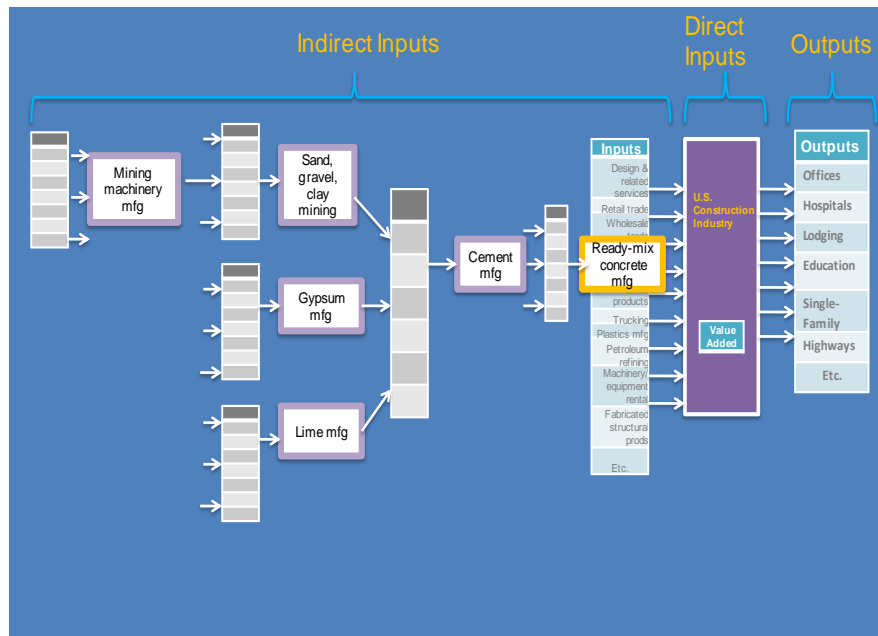 Indirect Inputs
Direct
Inputs
Outputs
Mining
machinery
mfg
Sand,
gravel,
clay
mining
Gypsum
mfg
Lime mfg
Cement
mfg
Inputs
Design &
related
services
Retail trade
Wholesale
Ready-mix
concrete
mfg
products
Trucking
Plastics mfg
Petroleum
refining
Machinery/
equipment
rental
Fabricated
structural
prods
Etc.
U.S.
Construction
Industry
Value
Added
Outputs
Offices
Hospitals
Lodging
Education
Single-
Family
Highways
Etc.